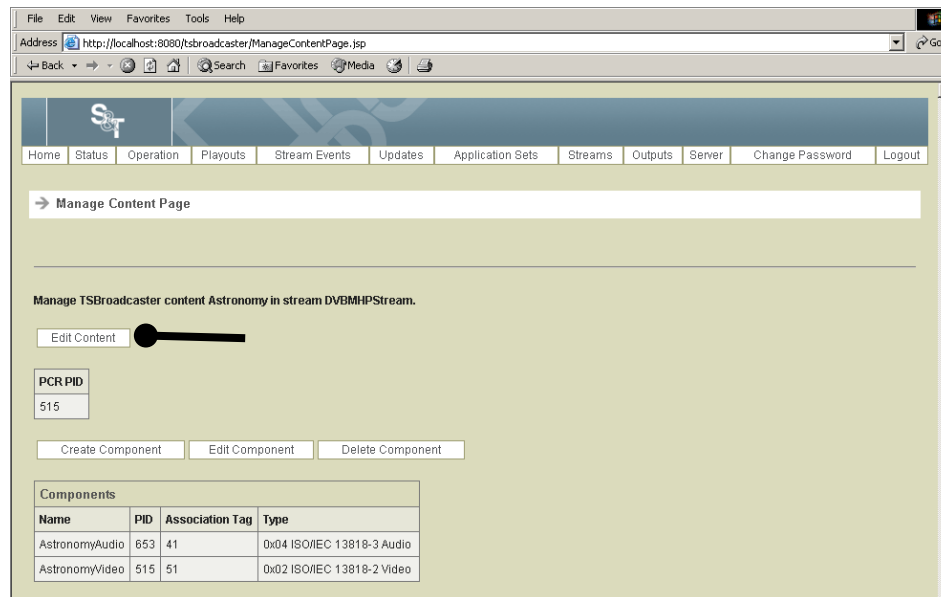 File Edit View Favorites Tools Help
Address http://localhost:8080/tsbroadcaster/ManageContentPage.jsp Go
Back Search Favorites Media
S&T
Home Status Operation Playouts Stream Events Updates Application Sets Streams Outputs Server Change Password Logout
Manage Content Page
Manage TSBroadcaster content Astronomy in stream DVBMHPStream.
Edit Content
PCR PID
515
Create Component Edit Component Delete Component
Components
Name PID Association Tag Type
AstronomyAudio 653 41 0x04 ISO/IEC 13818-3 Audio
AstronomyVideo 515 51 0x02 ISO/IEC 13818-2 Video